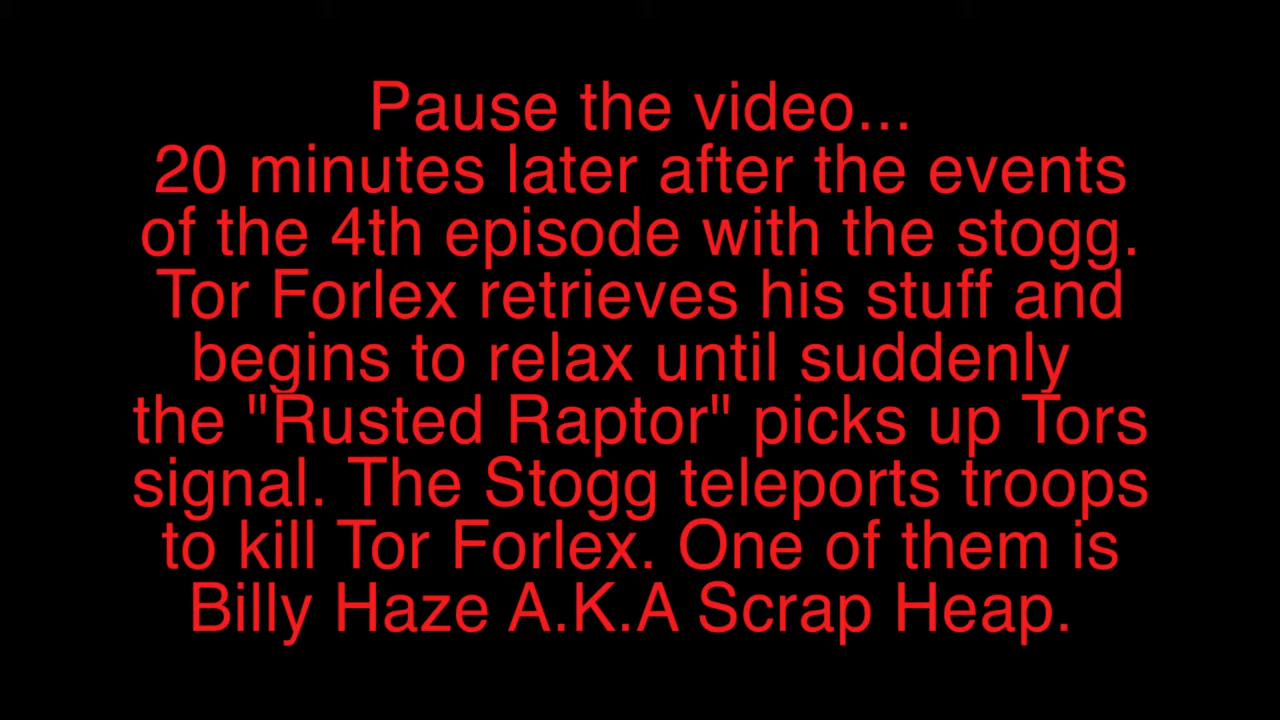 Pause the video...
20 minutes later after the events
of the 4th episode with the stogg.
Tor Forlex retrieves his stuff and
begins to relax until suddenly
the "Rusted Raptor" picks up Tors
signal. The Stogg teleports troops
to kill Tor Forlex. One of them is
Billy Haze A.K.A Scrap Heap.